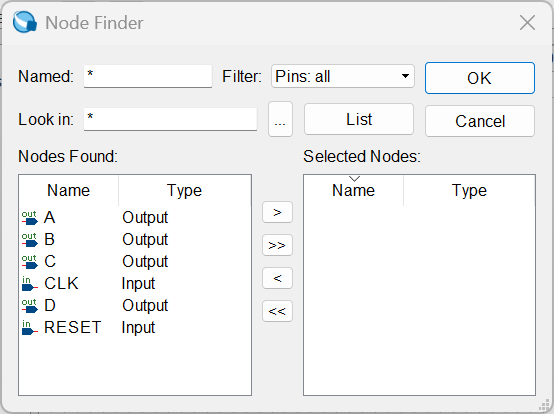 Node Finder
Named: * Filter: Pins: all OK
Look in: * ... List Cancel
Nodes Found: Selected Nodes:
Name Type Name Type
out A Output
out B Output
out C Output
in CLK Input
out D Output
in RESET Input
>
>>
<
<<